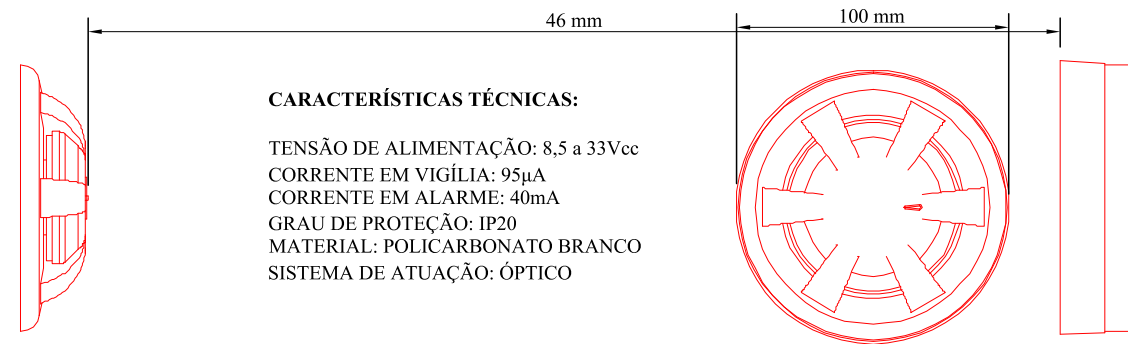 46 mm
100 mm
CARACTERÍSTICAS TÉCNICAS:
TENSÃO DE ALIMENTAÇÃO: 8,5 a 33Vcc
CORRENTE EM VIGÍLIA: 95µA
CORRENTE EM ALARME: 40mA
GRAU DE PROTEÇÃO: IP20
MATERIAL: POLICARBONATO BRANCO
SISTEMA DE ATUAÇÃO: ÓPTICO